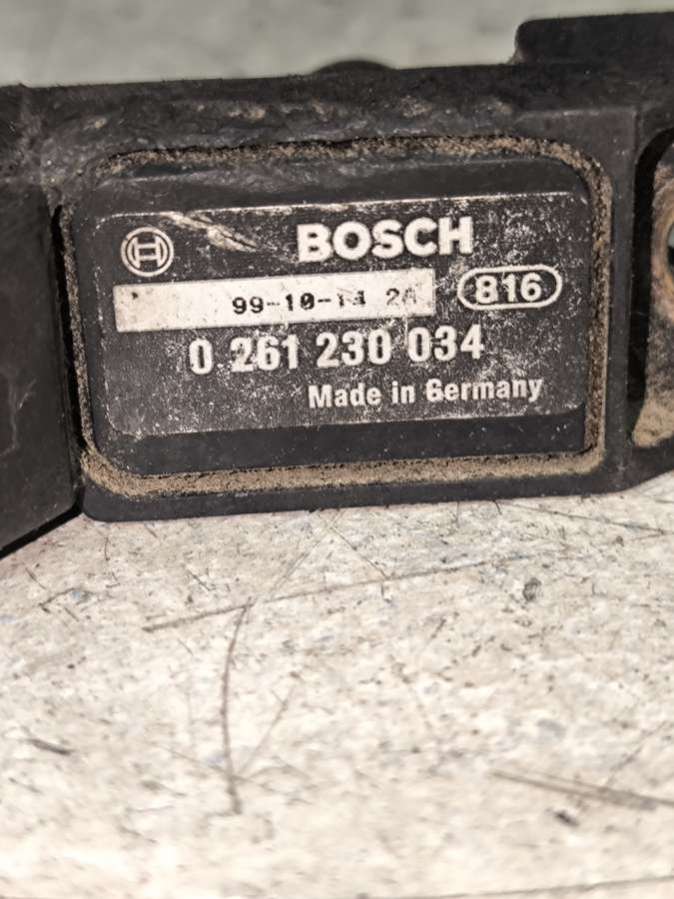 BOSCH
99-10-14
816
0 261 230 034
Made in Germany